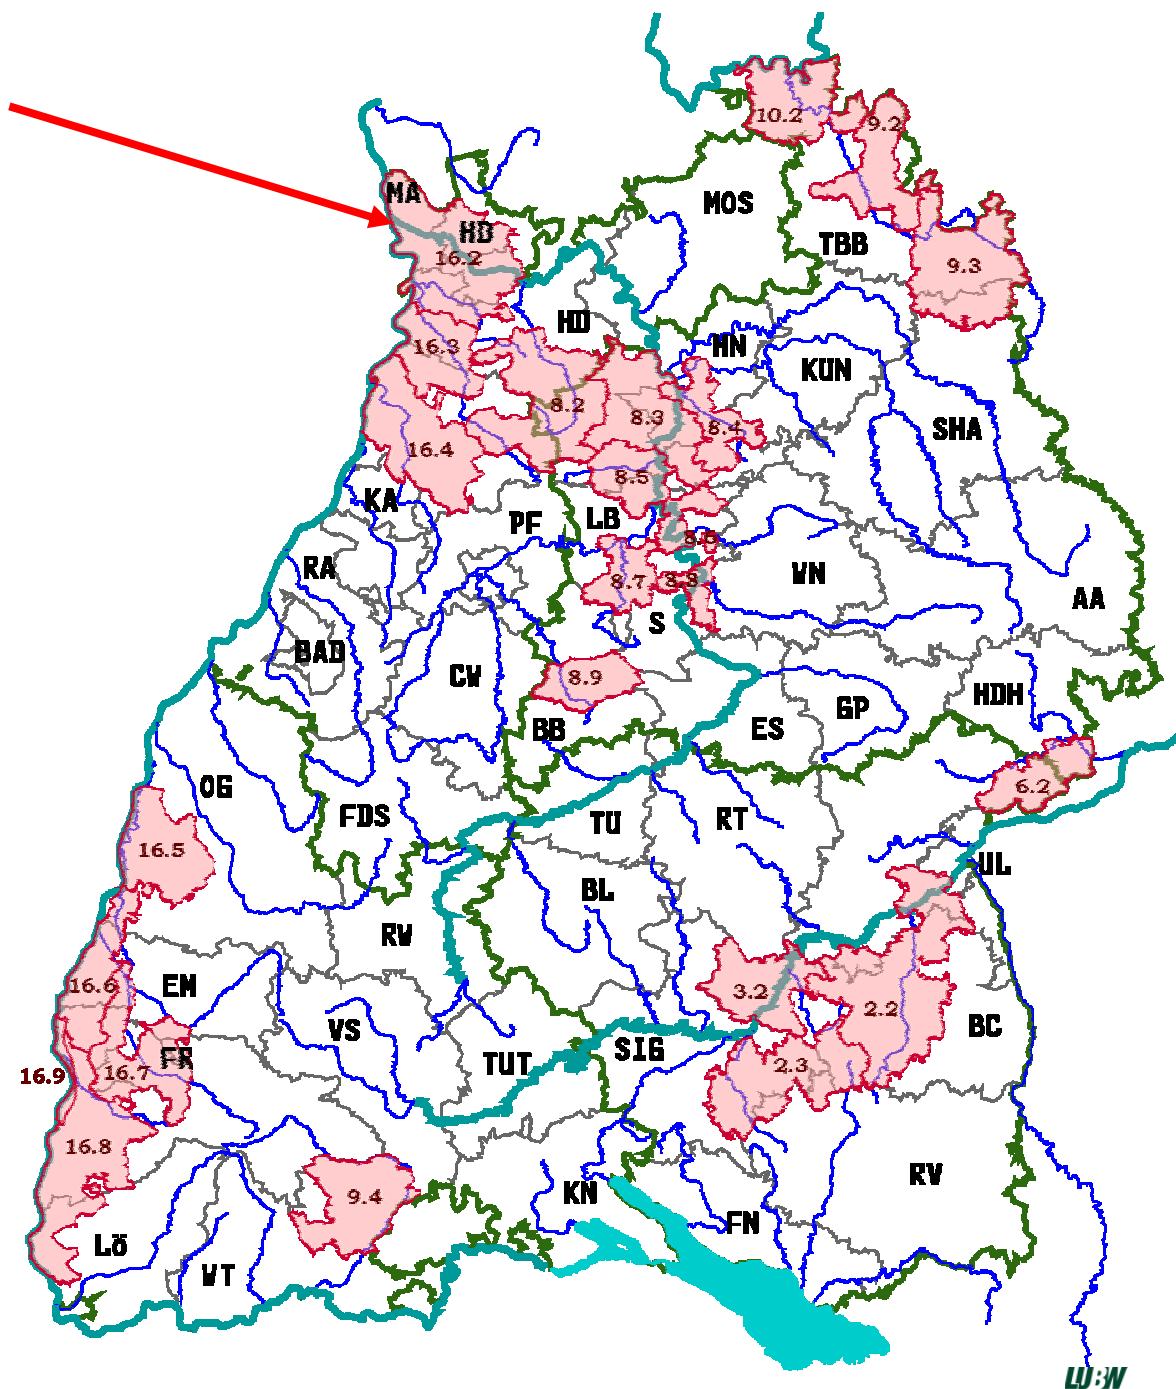 10.2
9.2
MA
MOS
HD
TBB
16.2
9.3
HD
16.3
HN
KUN
8.2
8.3
8.4
SHA
16.4
8.5
KA
PF
LB
8.6
RA
8.7
8.8
WN
AA
S
BAD
CW
8.9
HDH
GP
BB
ES
OG
6.2
FDS
TU
RT
16.5
UL
BL
RW
16.6
EM
3.2
2.2
BC
VS
SIG
FR
TUT
2.3
16.9
16.7
16.8
RV
9.4
KN
FN
LÖ
WT
LUBW